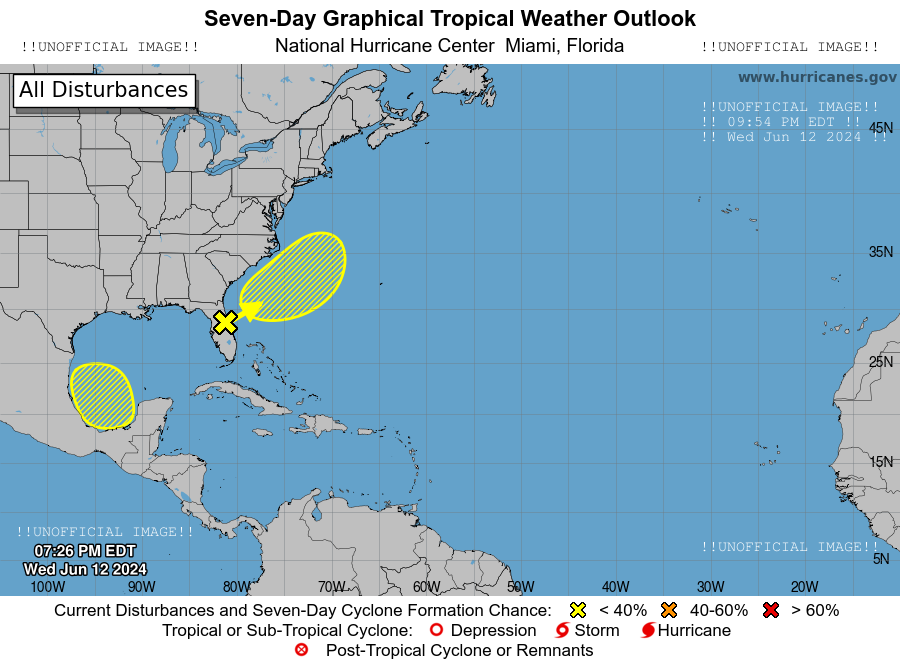 Seven-Day Graphical Tropical Weather Outlook
!!UNOFFICIAL IMAGE!! National Hurricane Center Miami, Florida !!UNOFFICIAL IMAGE!!
All Disturbances
www.hurricanes.gov
!!UNOFFICIAL IMAGE!!
!! 09:54 PM EDT !!
!! Wed Jun 12 2024 !!
45N
35N
25N
15N
!!UNOFFICIAL IMAGE!!
!!UNOFFICIAL IMAGE!!
07:26 PM EDT
Wed Jun 12 2024
5N
100W 90W 80W 70W 60W 50W 40W 30W 20W
Current Disturbances and Seven-Day Cyclone Formation Chance: < 40% 40-60% > 60%
Tropical or Sub-Tropical Cyclone: Depression Storm Hurricane
Post-Tropical Cyclone or Remnants